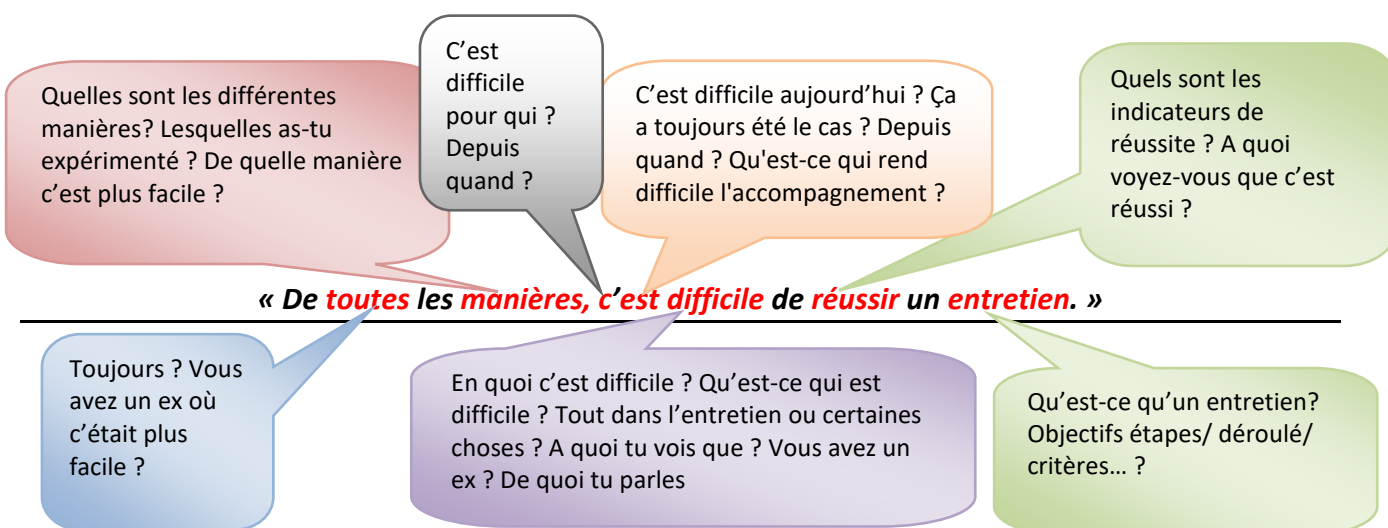 Quelles sont les différentes
manières? Lesquelles as-tu
expérimenté ? De quelle manière
c’est plus facile ?
C’est
difficile
pour qui ?
Depuis
quand ?
C’est difficile aujourd’hui ? Ça
a toujours été le cas ? Depuis
quand ? Qu'est-ce qui rend
difficile l'accompagnement ?
Quels sont les
indicateurs de
réussite ? A quoi
voyez-vous que c’est
réussi ?
« De toutes les manières, c’est difficile de réussir un entretien. »
Toujours ? Vous
avez un ex où
c’était plus
facile ?
En quoi c’est difficile ? Qu’est-ce qui est
difficile ? Tout dans l’entretien ou certaines
choses ? A quoi tu vois que ? Vous avez un
ex ? De quoi tu parles
Qu’est-ce qu’un entretien?
Objectifs étapes/ déroulé/
critères… ?